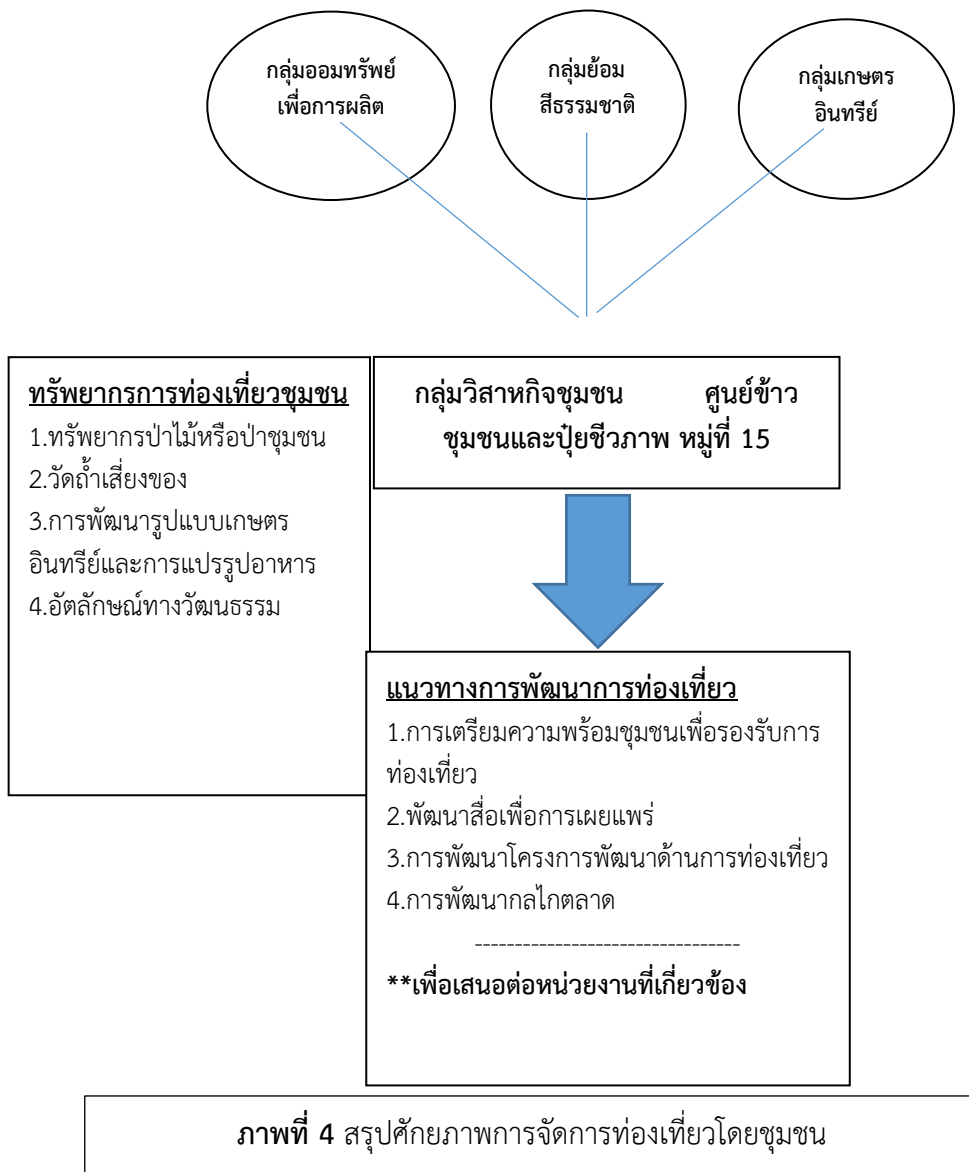 กลุ่มออมทรัพย์
เพื่อการผลิต
กลุ่มย้อม
สีธรรมชาติ
กลุ่มเกษตร
อินทรีย์
ทรัพยากรการท่องเที่ยวชุมชน
1.ทรัพยากรป่าไม้หรือป่าชุมชน
2.วัดถ้ำเสี่ยงของ
3.การพัฒนารูปแบบเกษตร
อินทรีย์และการแปรรูปอาหาร
4.อัตลักษณ์ทางวัฒนธรรม
กลุ่มวิสาหกิจชุมชน ศูนย์ข้าว
ชุมชนและปุ๋ยชีวภาพ หมู่ที่ 15
แนวทางการพัฒนาการท่องเที่ยว
1.การเตรียมความพร้อมชุมชนเพื่อรองรับการ
ท่องเที่ยว
2.พัฒนาสื่อเพื่อการเผยแพร่
3.การพัฒนาโครงการพัฒนาด้านการท่องเที่ยว
4.การพัฒนากลไกตลาด
---------------------------------
**เพื่อเสนอต่อหน่วยงานที่เกี่ยวข้อง
ภาพที่ 4 สรุปศักยภาพการจัดการท่องเที่ยวโดยชุมชน